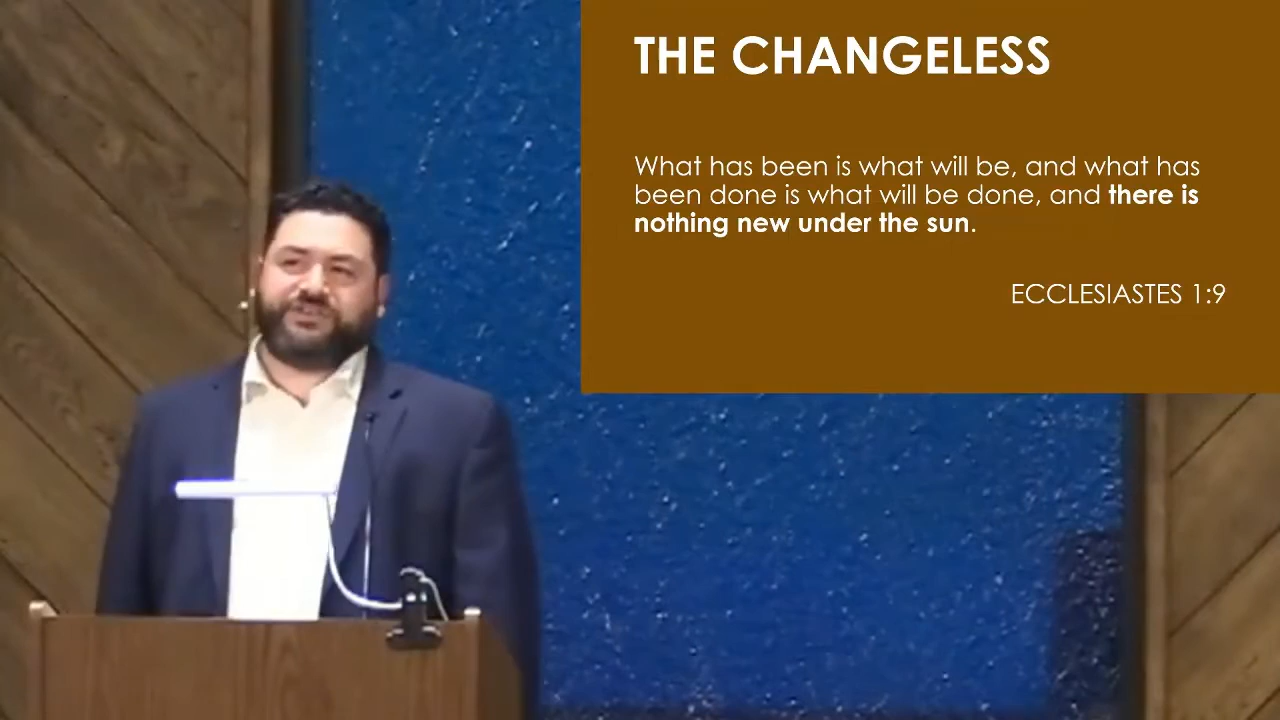 THE CHANGELESS
What has been is what will be, and what has
been done is what will be done, and there is
nothing new under the sun.
ECCLESIASTES 1:9